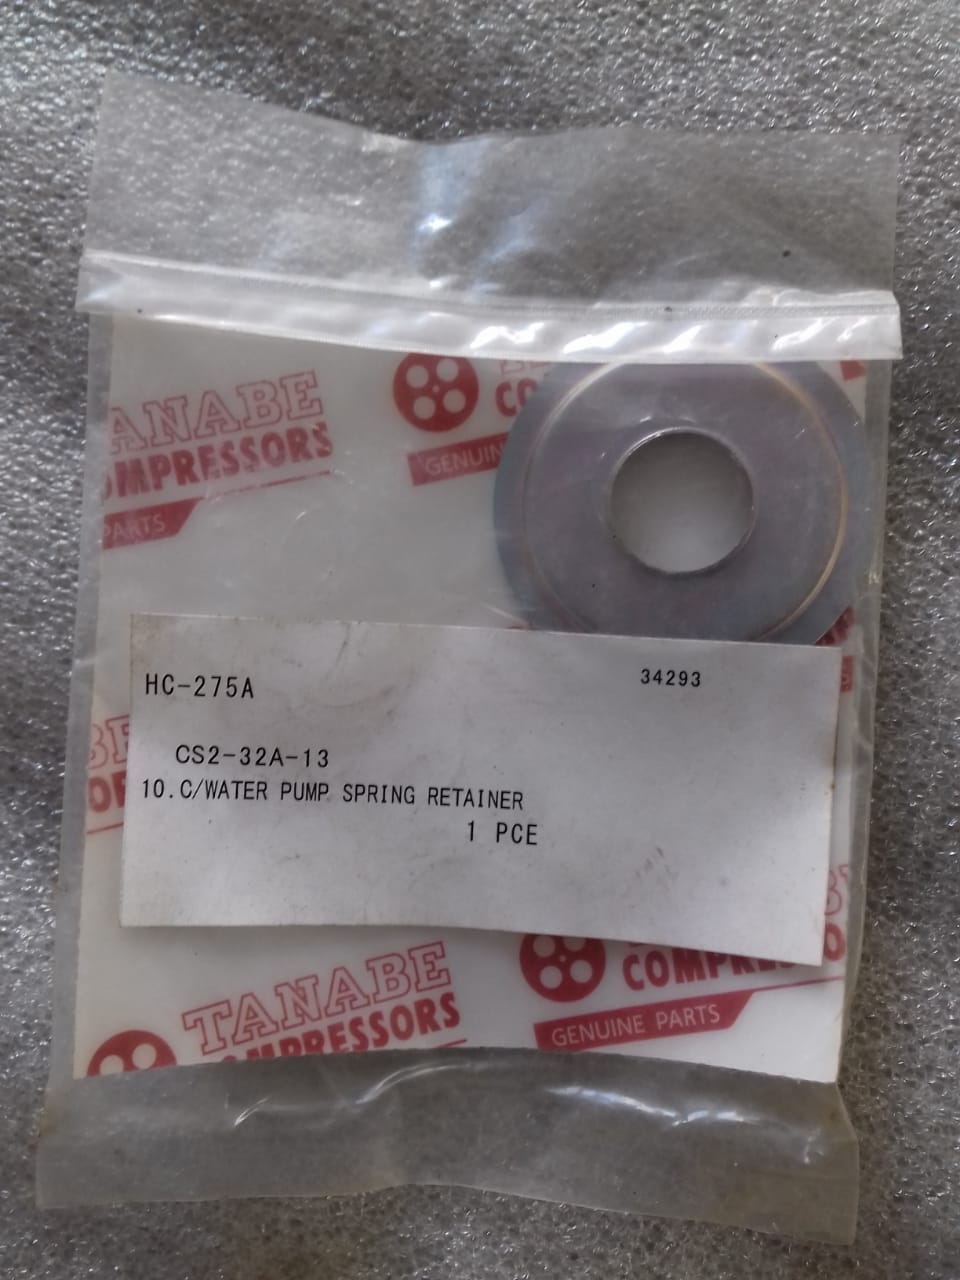 TANABE
COMPRESSORS
GENUINE PARTS
HC-275A 34293
CS2-32A-13
10.C/WATER PUMP SPRING RETAINER
1 PCE
TANABE
COMPRESSORS
COMPRESSORS
GENUINE PARTS